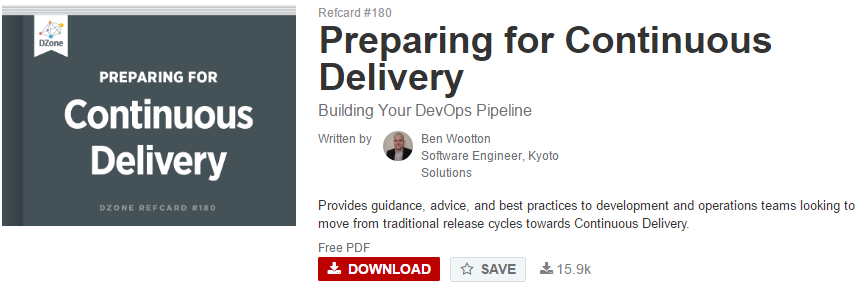 DZone
PREPARING FOR
Continuous
Delivery
DZONE REFCARD #180
Refcard #180
Preparing for Continuous
Delivery
Building Your DevOps Pipeline
Written by
Ben Wootton
Software Engineer, Kyoto
Solutions
Provides guidance, advice, and best practices to development and operations teams looking to
move from traditional release cycles towards Continuous Delivery.
Free PDF
DOWNLOAD
SAVE
15.9k